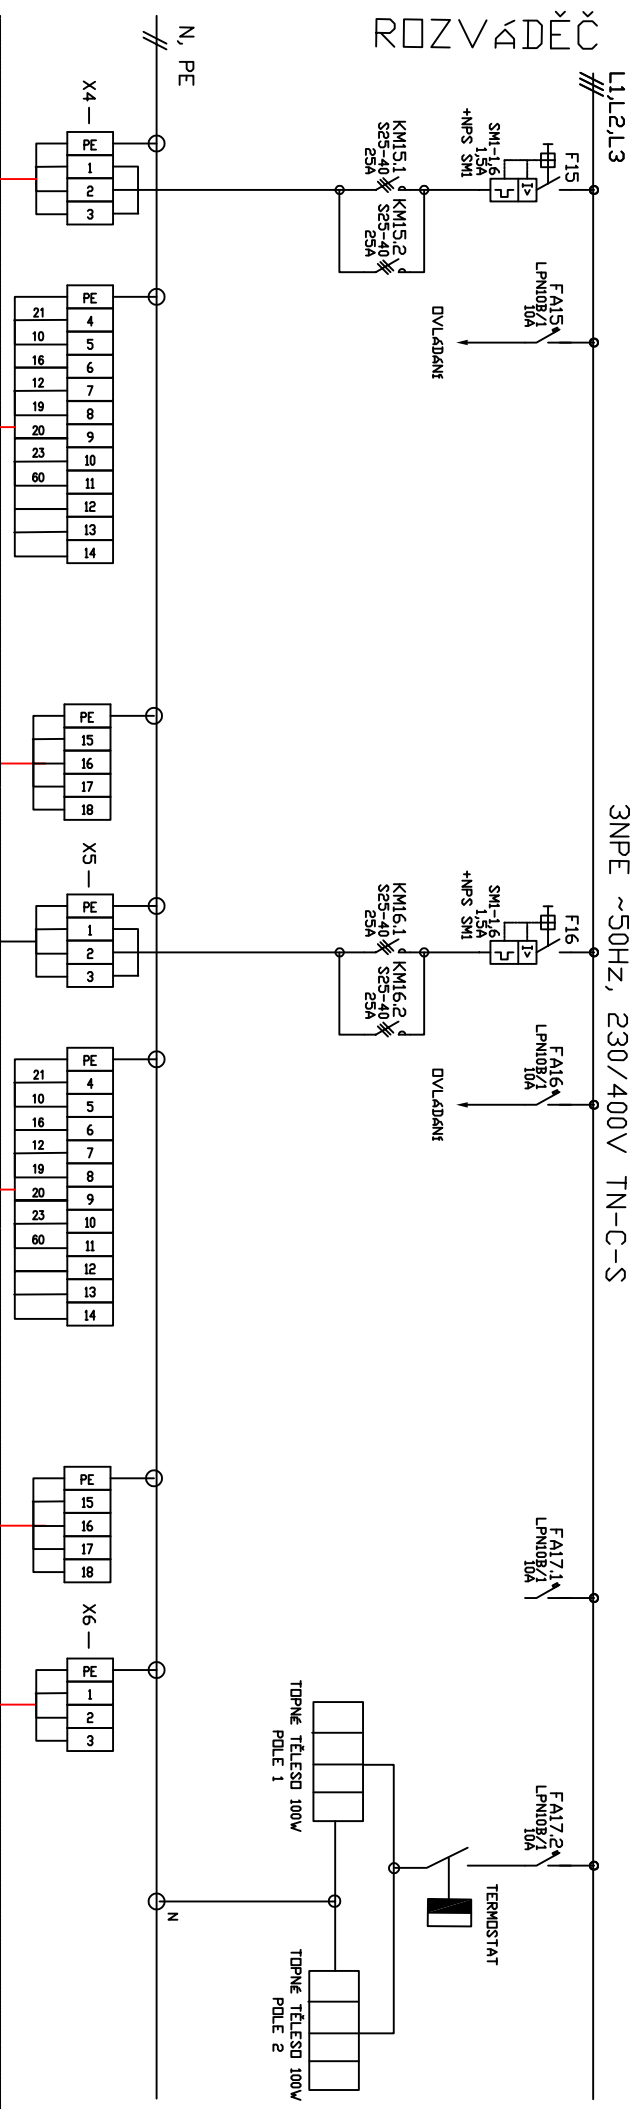 ROZVÁDĚČ
L1,L2,L3
3NPE ~50Hz, 230/400V TN-C-S
F15
SM1-1,6
1,5A
+NPS SM1
I>
KM15.1
S25-40
25A
KM15.2
S25-40
25A
FA15
LPN10B/1
10A
OVLÁDÁNÍ
F16
SM1-1,6
1,5A
+NPS SM1
I>
KM16.1
S25-40
25A
KM16.2
S25-40
25A
FA16
LPN10B/1
10A
OVLÁDÁNÍ
FA17.1
LPN10B/1
10A
FA17.2
LPN10B/1
10A
TERMOSTAT
TOPNÉ TĚLESO 100W
POLE 1
TOPNÉ TĚLESO 100W
POLE 2
N
N, PE
X4
PE
1
2
3
PE
4
5
6
7
8
9
10
11
12
13
14
21
10
16
12
19
20
23
60
PE
15
16
17
18
X5
PE
1
2
3
PE
4
5
6
7
8
9
10
11
12
13
14
21
10
16
12
19
20
23
60
PE
15
16
17
18
X6
PE
1
2
3